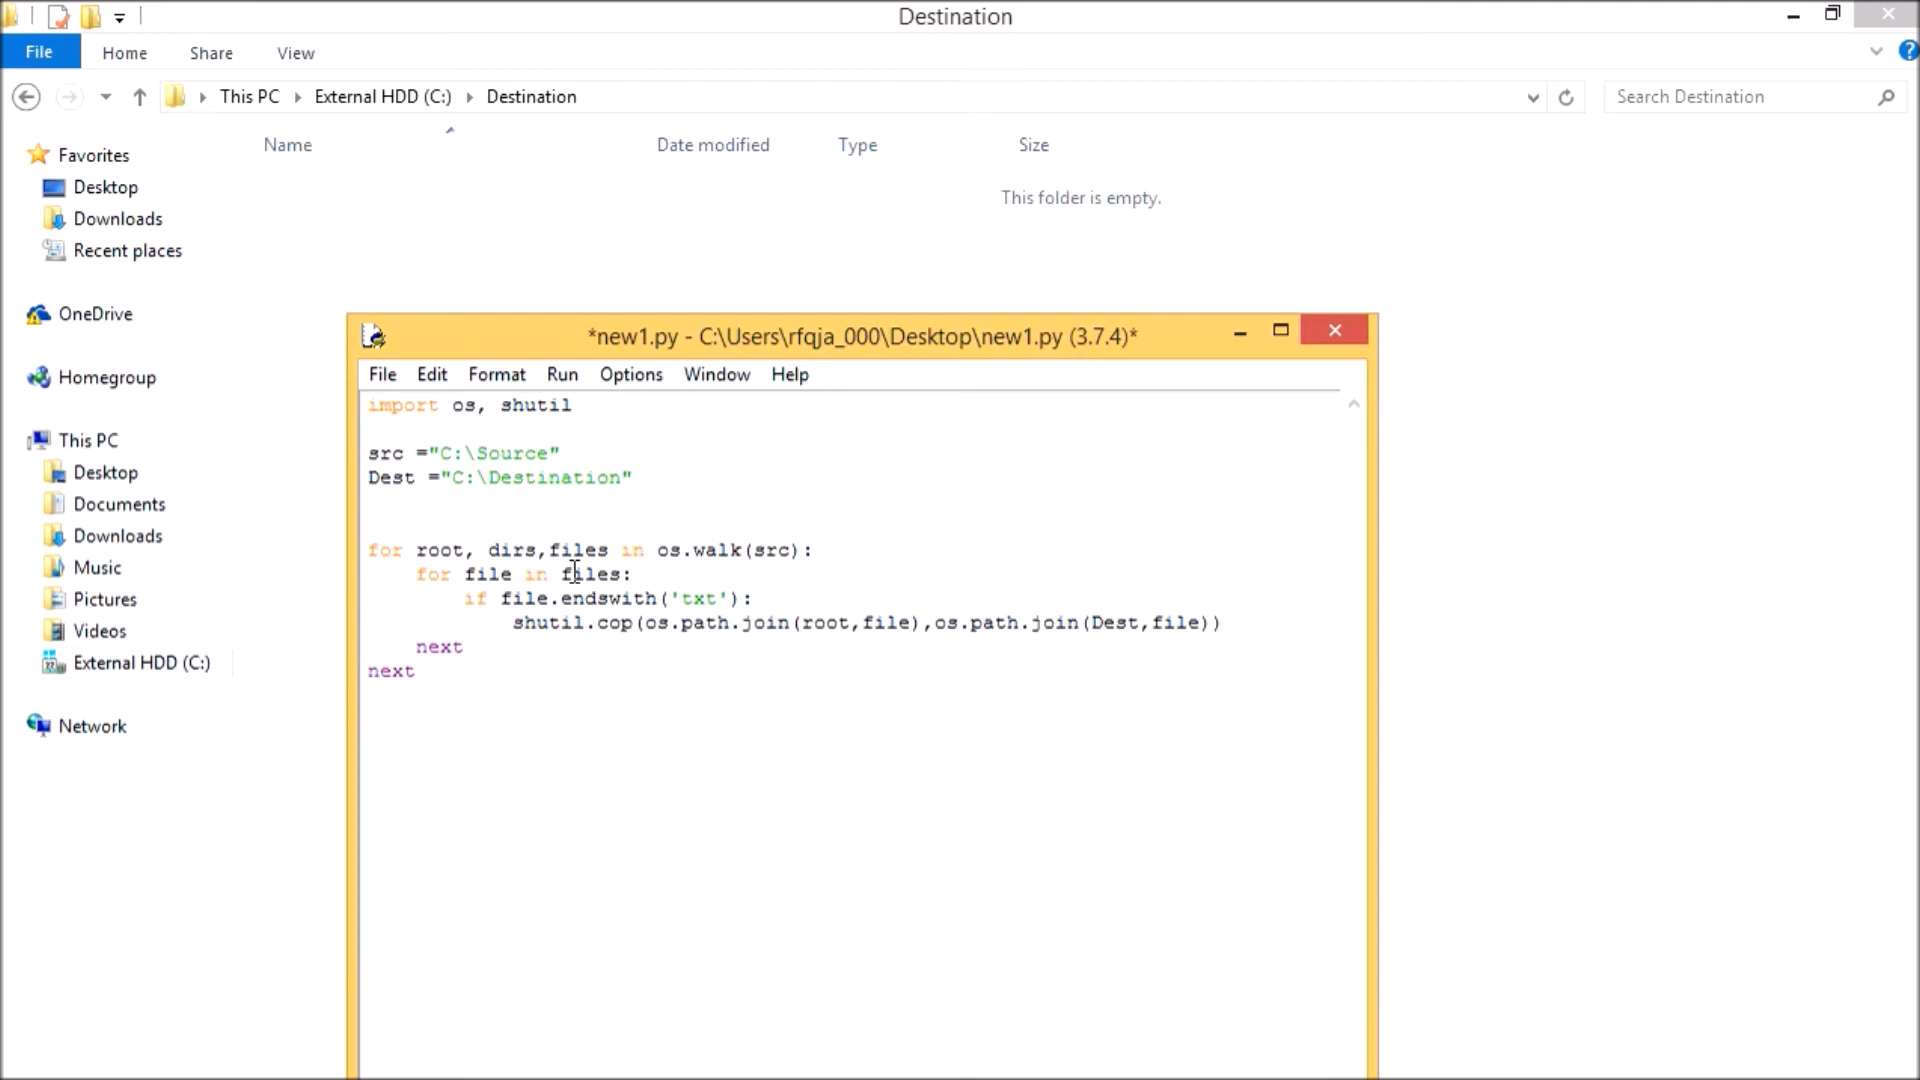 Destination
File Home Share View
This PC External HDD (C:) Destination Search Destination
Name Date modified Type Size
This folder is empty.
Favorites
Desktop
Downloads
Recent places
OneDrive
Homegroup
This PC
Desktop
Documents
Downloads
Music
Pictures
Videos
External HDD (C:)
Network
*new1.py - C:\Users\rfqja_000\Desktop\new1.py (3.7.4)*
File Edit Format Run Options Window Help
import os, shutil
src ="C:\Source"
Dest ="C:\Destination"
for root, dirs,files in os.walk(src):
    for file in files:
        if file.endswith('txt'):
            shutil.cop(os.path.join(root,file),os.path.join(Dest,file))
    next
next